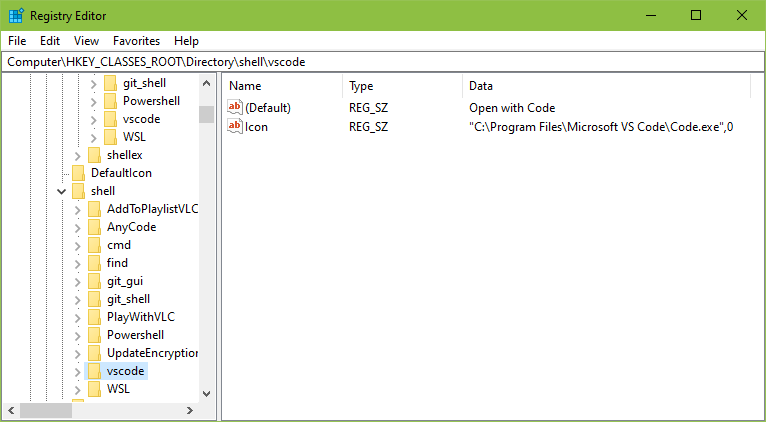 Registry Editor
File Edit View Favorites Help
Computer\HKEY_CLASSES_ROOT\Directory\shell\vscode
git_shell
Powershell
vscode
WSL
shellex
DefaultIcon
shell
AddToPlaylistVLC
AnyCode
cmd
find
git_gui
git_shell
PlayWithVLC
Powershell
UpdateEncryption
vscode
WSL
Name Type Data
ab (Default) REG_SZ Open with Code
ab Icon REG_SZ "C:\Program Files\Microsoft VS Code\Code.exe",0